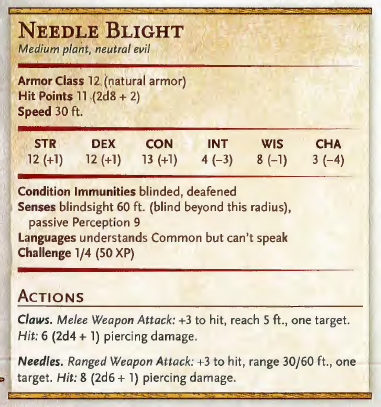 NEEDLE BLIGHT
Medium plant, neutral evil
Armor Class 12 (natural armor)
Hit Points 11 (2d8 + 2)
Speed 30 ft.
STR DEX CON INT WIS CHA
12 (+1) 12 (+1) 13 (+1) 4 (−3) 8 (−1) 3 (−4)
Condition Immunities blinded, deafened
Senses blindsight 60 ft. (blind beyond this radius),
passive Perception 9
Languages understands Common but can't speak
Challenge 1/4 (50 XP)
ACTIONS
Claws. Melee Weapon Attack: +3 to hit, reach 5 ft., one target.
Hit: 6 (2d4 + 1) piercing damage.
Needles. Ranged Weapon Attack: +3 to hit, range 30/60 ft., one
target. Hit: 8 (2d6 + 1) piercing damage.